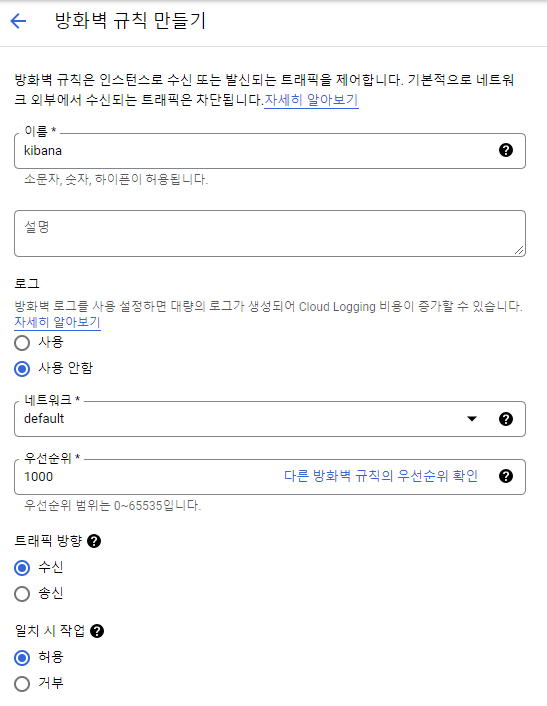 방화벽 규칙 만들기
방화벽 규칙은 인스턴스로 수신 또는 발신되는 트래픽을 제어합니다. 기본적으로 네트워
크 외부에서 수신되는 트래픽은 차단됩니다.자세히 알아보기
이름 *
kibana
소문자, 숫자, 하이픈이 허용됩니다.
설명
로그
방화벽 로그를 사용 설정하면 대량의 로그가 생성되어 Cloud Logging 비용이 증가할 수 있습니다.
자세히 알아보기
사용
사용 안함
네트워크 *
default
우선순위 *
1000 다른 방화벽 규칙의 우선순위 확인
우선순위 범위는 0~65535입니다.
트래픽 방향
수신
송신
일치 시 작업
허용
거부